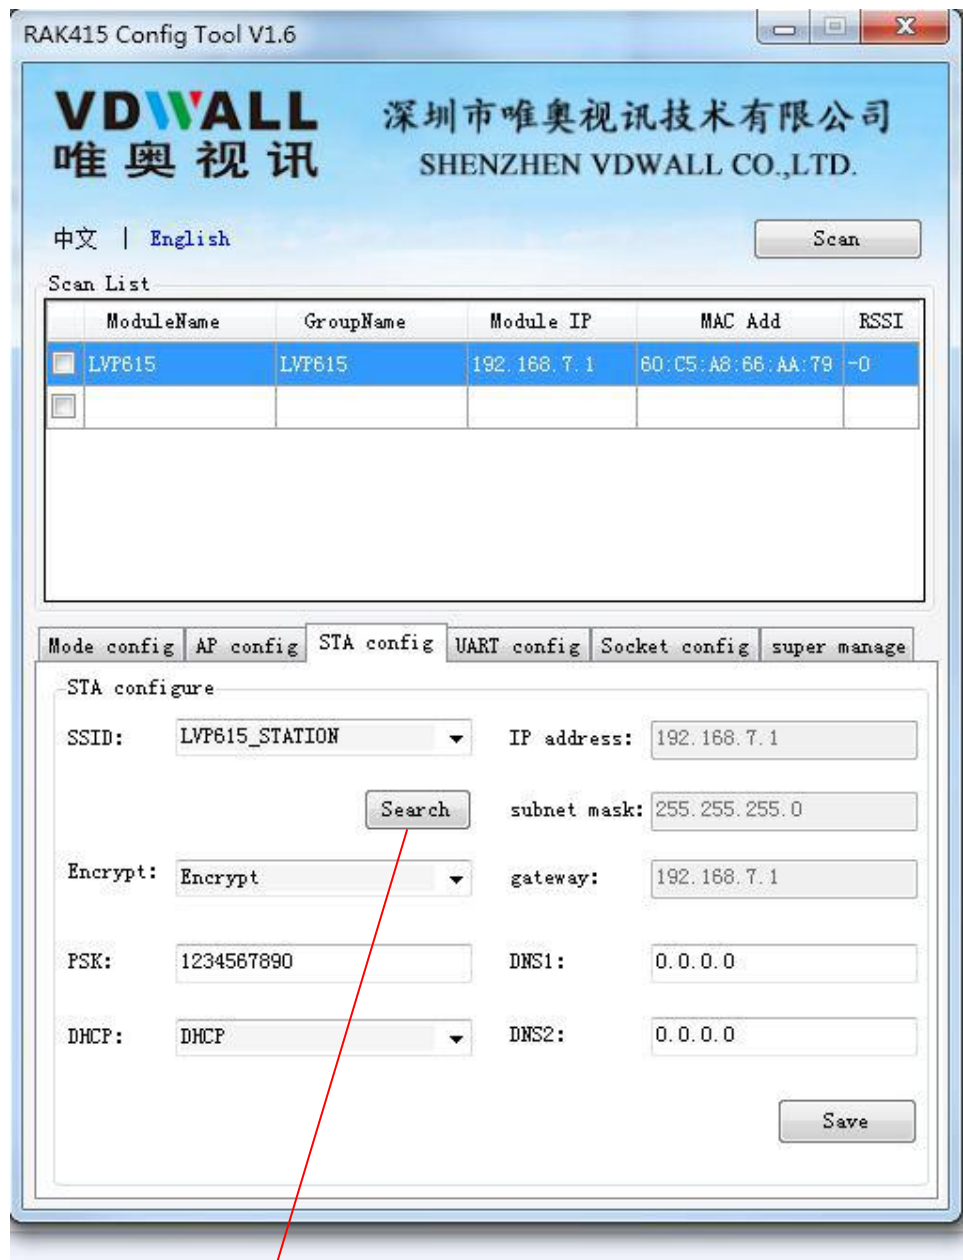 RAK415 Config Tool V1.6
VDWALL 深圳市唯奥视讯技术有限公司
唯奥视讯 SHENZHEN VDWALL CO.,LTD.
中文 | English Scan
Scan List
ModuleName GroupName Module IP MAC Add RSSI
LVP615 LVP615 192.168.7.1 60:C5:A8:66:AA:79 -0
Mode config AP config STA config UART config Socket config super manage
STA configure
SSID: LVP615_STATION IP address: 192.168.7.1
Search subnet mask: 255.255.255.0
Encrypt: Encrypt gateway: 192.168.7.1
PSK: 1234567890 DNS1: 0.0.0.0
DHCP: DHCP DNS2: 0.0.0.0
Save